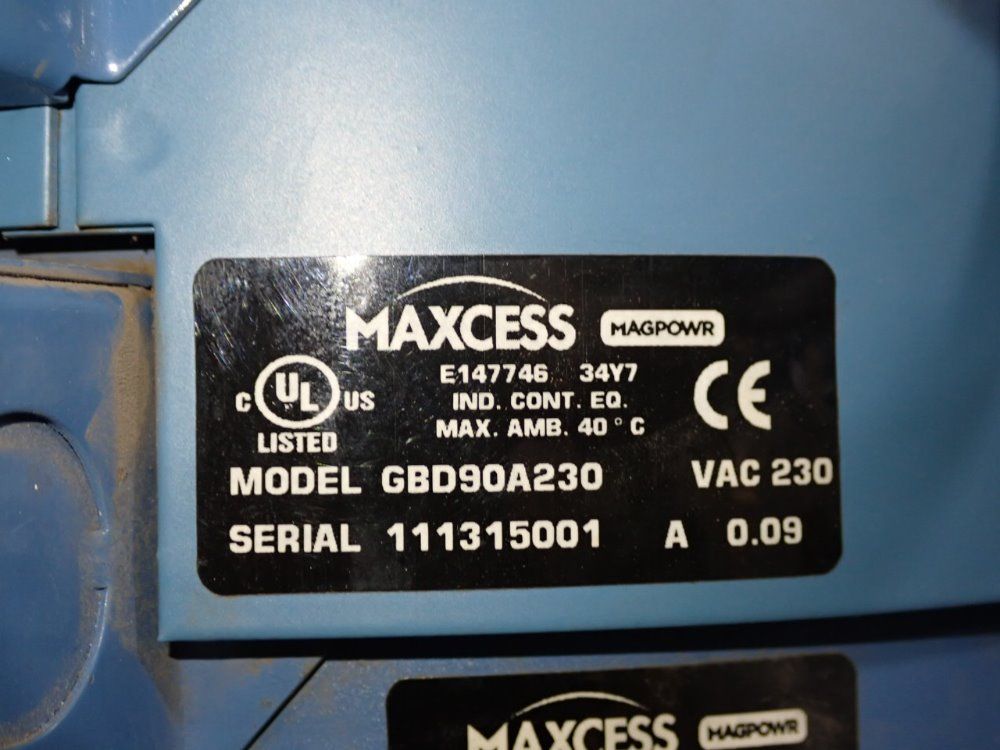 MAXCESS MAGPOWR
E147746 34Y7
C UL US IND. CONT. EQ. CE
LISTED MAX. AMB. 40 ° C
MODEL GBD90A230 VAC 230
SERIAL 111315001 A 0.09
MAXCESS MAGPOWR